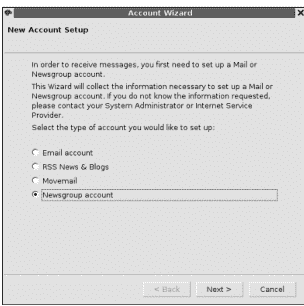 Account Wizard
New Account Setup
In order to receive messages, you first need to set up a Mail or
Newsgroup account.
This Wizard will collect the information necessary to set up a Mail or
Newsgroup account. If you do not know the information requested,
please contact your System Administrator or Internet Service
Provider.
Select the type of account you would like to set up:
Email account
RSS News & Blogs
Movemail
Newsgroup account
< Back
Next >
Cancel